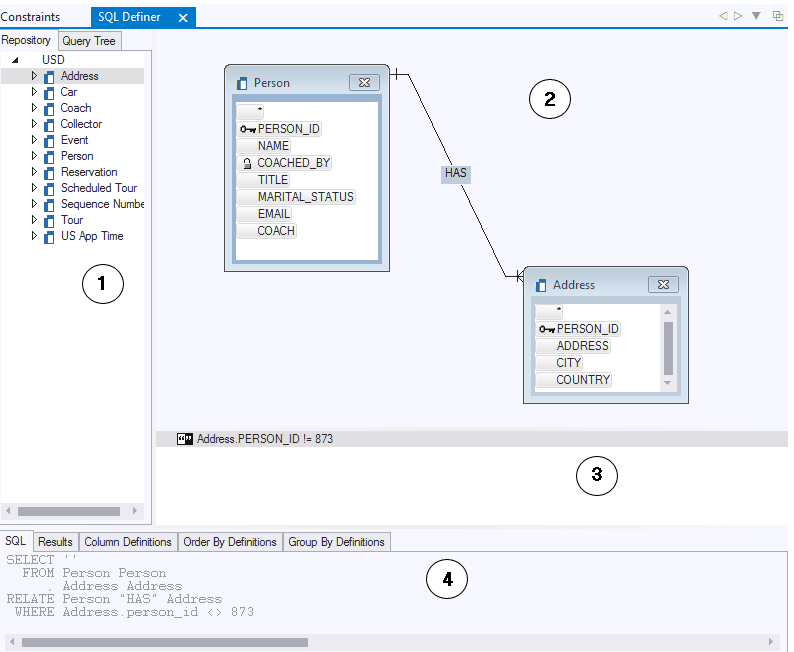 Constraints
SQL Definer
Repository
Query Tree
USD
Address
Car
Coach
Collector
Event
Person
Reservation
Scheduled Tour
Sequence Numbe
Tour
US App Time
1
Person
*
PERSON_ID
NAME
COACHED_BY
TITLE
MARITAL_STATUS
EMAIL
COACH
HAS
2
Address
*
PERSON_ID
ADDRESS
CITY
COUNTRY
Address.PERSON_ID != 873
3
SQL
Results
Column Definitions
Order By Definitions
Group By Definitions
SELECT ''
FROM Person Person
, Address Address
RELATE Person "HAS" Address
WHERE Address.person_id <> 873
4